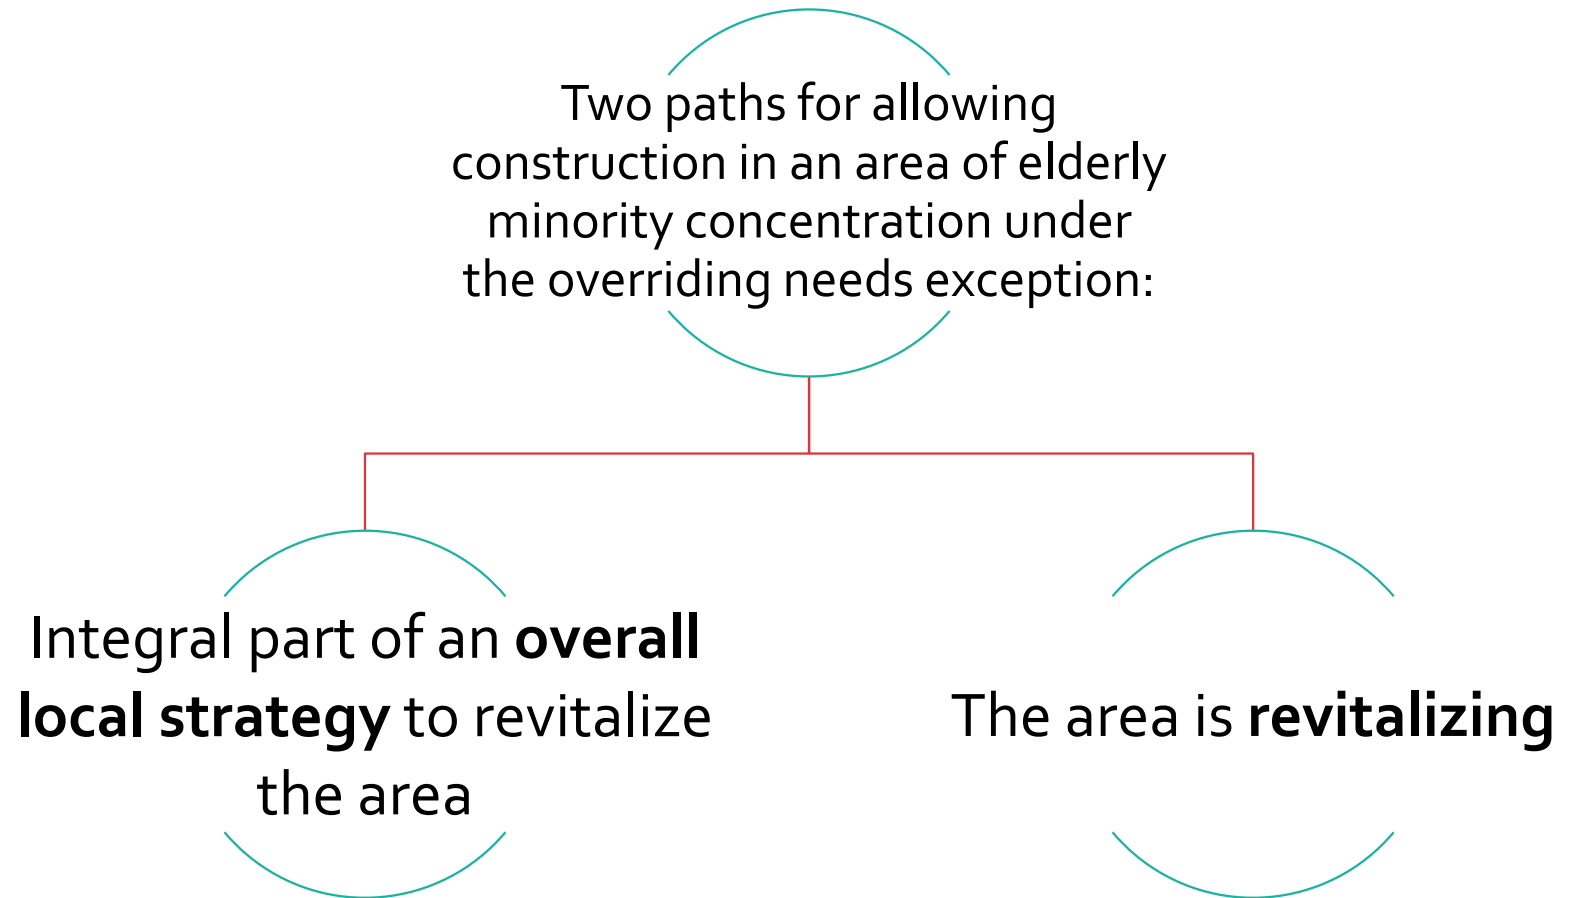 Two paths for allowing
construction in an area of elderly
minority concentration under
the overriding needs exception:
Integral part of an overall
local strategy to revitalize
the area
The area is revitalizing